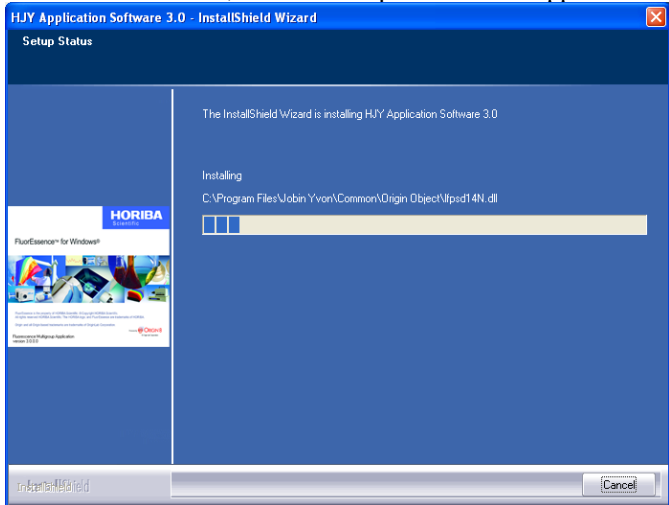 HJY Application Software 3.0 - InstallShield Wizard
Setup Status
The InstallShield Wizard is installing HJY Application Software 3.0
Installing
C:\Program Files\Jobin Yvon\Common\Origin Object\lfpsd14N.dll
HORIBA
Scientific
FluorEssence™ for Windows®
InstallShield
Cancel